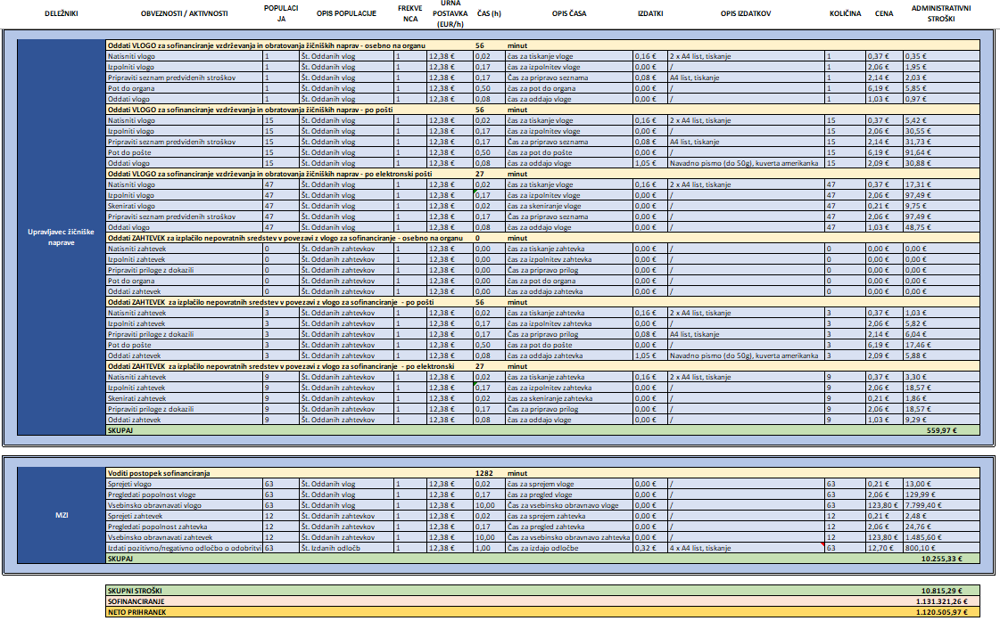 DELEŽNIKI OBVEZNOSTI / AKTIVNOSTI POPULACIJA OPIS POPULACIJE FREKVENCA URNA POSTAVKA (EUR/h) ČAS (h) OPIS ČASA IZDATKI OPIS IZDATKOV KOLIČINA CENA ADMINISTRATIVNI STROŠKI
Upravljavec žičniške naprave
Oddati VLOGO za sofinanciranje vzdrževanja in obratovanja žičniških naprav - osebno na organu 56 minut
Natisniti vlogo 1 Št. Oddanih vlog 1 12,38 € 0,02 čas za tiskanje vloge 0,16 € 2 x A4 list, tiskanje 1 0,37 € 0,35 €
Izpolniti vlogo 1 Št. Oddanih vlog 1 12,38 € 0,17 čas za izpolnitev vloge 0,00 € / 1 2,06 € 1,95 €
Pripraviti seznam predvidenih stroškov 1 Št. Oddanih vlog 1 12,38 € 0,17 Čas za pripravo seznama 0,08 € A4 list, tiskanje 1 2,14 € 2,03 €
Pot do organa 1 Št. Oddanih vlog 1 12,38 € 0,50 čas za pot do organa 0,00 € / 1 6,19 € 5,85 €
Oddati vlogo 1 Št. Oddanih vlog 1 12,38 € 0,08 čas za oddajo vloge 0,00 € / 1 1,03 € 0,97 €
Oddati VLOGO za sofinanciranje vzdrževanja in obratovanja žičniških naprav - po pošti 56 minut
Natisniti vlogo 15 Št. Oddanih vlog 1 12,38 € 0,02 čas za tiskanje vloge 0,16 € 2 x A4 list, tiskanje 15 0,37 € 5,42 €
Izpolniti vlogo 15 Št. Oddanih vlog 1 12,38 € 0,17 čas za izpolnitev vloge 0,00 € / 15 2,06 € 30,55 €
Pripraviti seznam predvidenih stroškov 15 Št. Oddanih vlog 1 12,38 € 0,17 Čas za pripravo seznama 0,08 € A4 list, tiskanje 15 2,14 € 31,73 €
Pot do pošte 15 Št. Oddanih vlog 1 12,38 € 0,50 čas za pot do pošte 0,00 € / 15 6,19 € 91,64 €
Oddati vlogo 15 Št. Oddanih vlog 1 12,38 € 0,08 čas za oddajo vloge 1,05 € Navadno pismo (do 50g), kuverta amerikanka 15 2,09 € 30,88 €
Oddati VLOGO za sofinanciranje vzdrževanja in obratovanja žičniških naprav - po elektronski pošti 27 minut
Natisniti vlogo 47 Št. Oddanih vlog 1 12,38 € 0,02 čas za tiskanje vloge 0,16 € 2 x A4 list, tiskanje 47 0,37 € 17,31 €
Izpolniti vlogo 47 Št. Oddanih vlog 1 12,38 € 0,17 čas za izpolnitev vloge 0,00 € / 47 2,06 € 97,49 €
Skenirati vlogo 47 Št. Oddanih vlog 1 12,38 € 0,02 čas za skeniranje vloge 0,00 € / 47 0,21 € 9,75 €
Pripraviti seznam predvidenih stroškov 47 Št. Oddanih vlog 1 12,38 € 0,17 Čas za pripravo seznama 0,00 € / 47 2,06 € 97,49 €
Oddati vlogo 47 Št. Oddanih vlog 1 12,38 € 0,08 čas za oddajo vloge 0,00 € / 47 1,03 € 48,75 €
Oddati ZAHTEVEK za izplačilo nepovratnih sredstev v povezavi z vlogo za sofinanciranje - osebno na organu 0 minut
Natisniti zahtevek 0 Št. Oddanih zahtevkov 1 12,38 € 0,00 čas za tiskanje zahtevka 0,00 € / 0 0,00 € 0,00 €
Izpolniti zahtevek 0 Št. Oddanih zahtevkov 1 12,38 € 0,00 čas za izpolnitev zahtevka 0,00 € / 0 0,00 € 0,00 €
Pripraviti priloge z dokazili 0 Št. Oddanih zahtevkov 1 12,38 € 0,00 Čas za pripravo prilog 0,00 € / 0 0,00 € 0,00 €
Pot do organa 0 Št. Oddanih zahtevkov 1 12,38 € 0,00 čas za pot do organa 0,00 € / 0 0,00 € 0,00 €
Oddati zahtevek 0 Št. Oddanih zahtevkov 1 12,38 € 0,00 čas za oddajo zahtevka 0,00 € / 0 0,00 € 0,00 €
Oddati ZAHTEVEK za izplačilo nepovratnih sredstev v povezavi z vlogo za sofinanciranje - po pošti 56 minut
Natisniti zahtevek 3 Št. Oddanih zahtevkov 1 12,38 € 0,02 čas za tiskanje zahtevka 0,16 € 2 x A4 list, tiskanje 3 0,37 € 1,03 €
Izpolniti zahtevek 3 Št. Oddanih zahtevkov 1 12,38 € 0,17 čas za izpolnitev zahtevka 0,00 € / 3 2,06 € 5,82 €
Pripraviti priloge z dokazili 3 Št. Oddanih zahtevkov 1 12,38 € 0,17 Čas za pripravo prilog 0,08 € A4 list, tiskanje 3 2,14 € 6,04 €
Pot do pošte 3 Št. Oddanih zahtevkov 1 12,38 € 0,50 čas za pot do pošte 0,00 € / 3 6,19 € 17,46 €
Oddati zahtevek 3 Št. Oddanih zahtevkov 1 12,38 € 0,08 čas za oddajo zahtevka 1,05 € Navadno pismo (do 50g), kuverta amerikanka 3 2,09 € 5,88 €
Oddati ZAHTEVEK za izplačilo nepovratnih sredstev v povezavi z vlogo za sofinanciranje - po elektronski 27 minut
Natisniti zahtevek 9 Št. Oddanih zahtevkov 1 12,38 € 0,02 čas za tiskanje zahtevka 0,16 € 2 x A4 list, tiskanje 9 0,37 € 3,30 €
Izpolniti zahtevek 9 Št. Oddanih zahtevkov 1 12,38 € 0,17 čas za izpolnitev zahtevka 0,00 € / 9 2,06 € 18,57 €
Skenirati zahtevek 9 Št. Oddanih zahtevkov 1 12,38 € 0,02 čas za skeniranje zahtevka 0,00 € / 9 0,21 € 1,86 €
Pripraviti priloge z dokazili 9 Št. Oddanih zahtevkov 1 12,38 € 0,17 Čas za pripravo prilog 0,00 € / 9 2,06 € 18,57 €
Oddati zahtevek 9 Št. Oddanih zahtevkov 1 12,38 € 0,08 čas za oddajo vloge 0,00 € / 9 1,03 € 9,29 €
SKUPAJ 559,97 €
MZI
Voditi postopek sofinanciranja 1282 minut
Sprejeti vlogo 63 Št. Oddanih vlog 1 12,38 € 0,02 čas za sprejem vloge 0,00 € / 63 0,21 € 13,00 €
Pregledati popolnost vloge 63 Št. Oddanih vlog 1 12,38 € 0,17 čas za pregled vloge 0,00 € / 63 2,06 € 129,99 €
Vsebinsko obravnavati vlogo 63 Št. Oddanih vlog 1 12,38 € 10,00 Čas za vsebinsko obravnavo vloge 0,00 € / 63 123,80 € 7.799,40 €
Sprejeti zahtevek 12 Št. Oddanih zahtevkov 1 12,38 € 0,02 čas za sprejem zahtevka 0,00 € / 12 0,21 € 2,48 €
Pregledati popolnost zahtevka 12 Št. Oddanih zahtevkov 1 12,38 € 0,17 Čas za pregled zahtevka 0,00 € / 12 2,06 € 24,76 €
Vsebinsko obravnavati zahtevek 12 Št. Oddanih zahtevkov 1 12,38 € 10,00 Čas za vsebinsko obravnavo zahtevka 0,00 € / 12 123,80 € 1.485,60 €
Izdati pozitivno/negativno odločbo o odobritvi 63 Št. Izdanih odločb 1 12,38 € 1,00 Čas za izdajo odločbe 0,32 € 4 x A4 list, tiskanje 63 12,70 € 800,10 €
SKUPAJ 10.255,33 €
SKUPNI STROŠKI 10.815,29 €
SOFINANCIRANJE 1.131.321,26 €
NETO PRIHRANEK 1.120.505,97 €